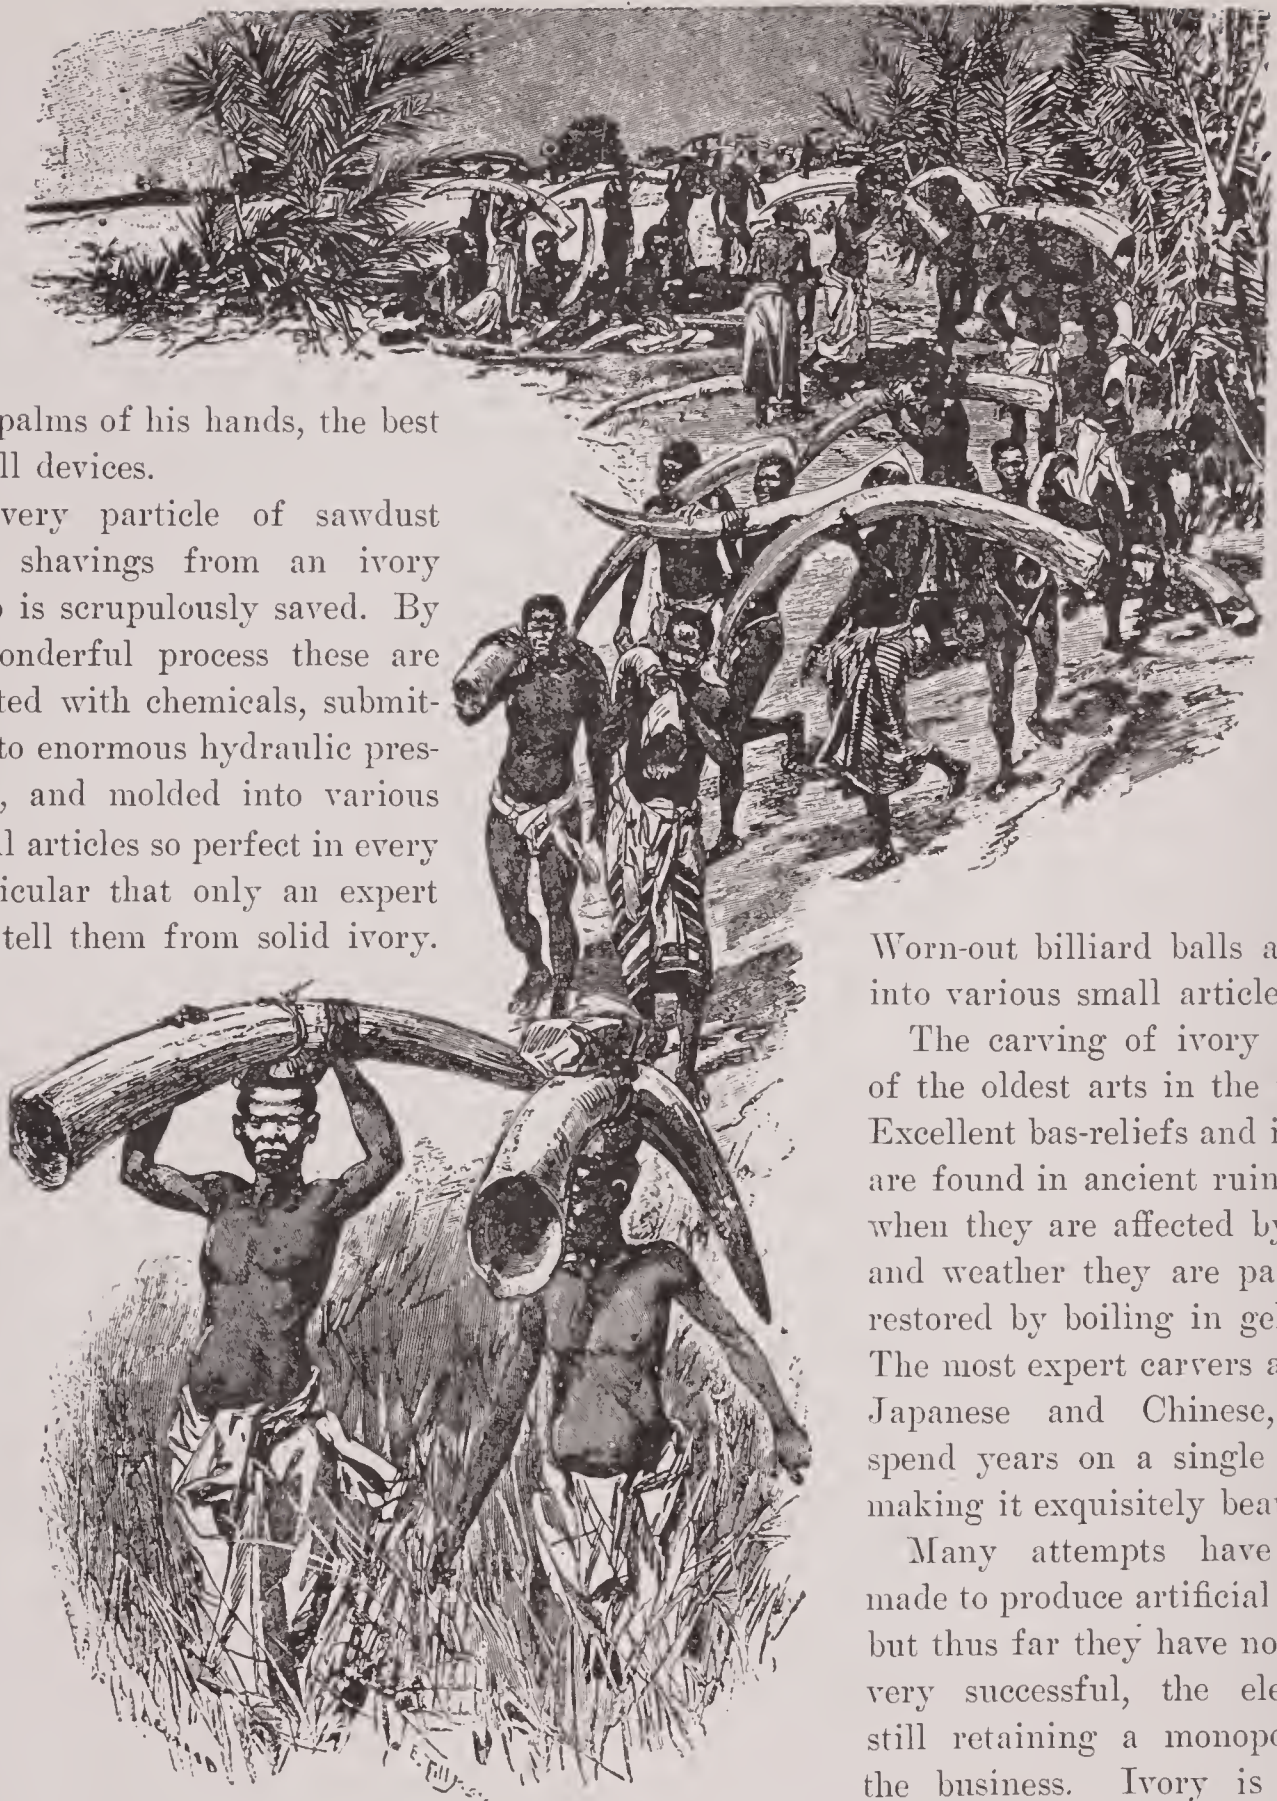 palms of his hands, the best
ll devices.
very particle of sawdust
shavings from an ivory
is scrupulously saved. By
onderful process these are
ted with chemicals, submit-
to enormous hydraulic pres-
, and molded into various
l articles so perfect in every
icular that only an expert
tell them from solid ivory.
Worn-out billiard balls a
into various small article
The carving of ivory
of the oldest arts in the
Excellent bas-reliefs and i
are found in ancient ruin
when they are affected by
and weather they are pa
restored by boiling in ge
The most expert carvers a
Japanese and Chinese,
spend years on a single
making it exquisitely bea
Many attempts have
made to produce artificial
but thus far they have no
very successful, the ele
still retaining a monopo
the business. Ivory is